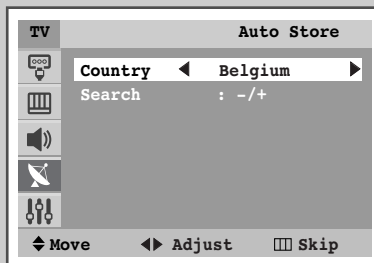 TV Auto Store
Country ◀ Belgium ▶
Search : -/+
Move Adjust Skip